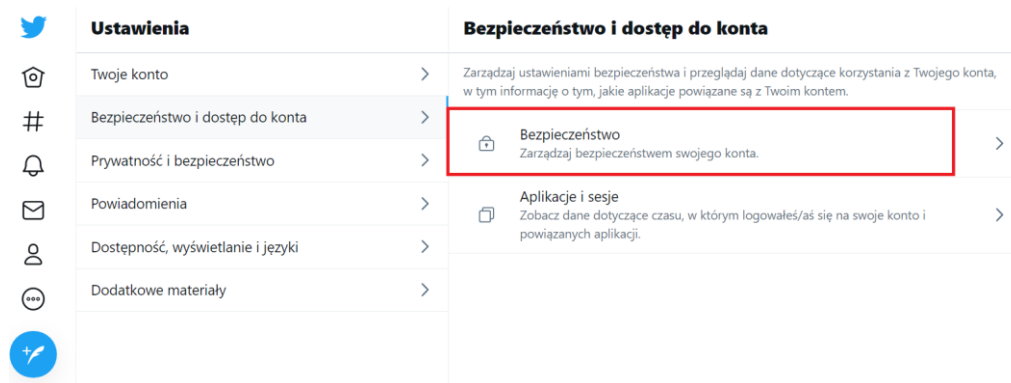 Ustawienia
Twoje konto
Bezpieczeństwo i dostęp do konta
Prywatność i bezpieczeństwo
Powiadomienia
Dostępność, wyświetlanie i języki
Dodatkowe materiały
Bezpieczeństwo i dostęp do konta
Zarządzaj ustawieniami bezpieczeństwa i przeglądaj dane dotyczące korzystania z Twojego konta,
w tym informację o tym, jakie aplikacje powiązane są z Twoim kontem.
Bezpieczeństwo
Zarządzaj bezpieczeństwem swojego konta.
Aplikacje i sesje
Zobacz dane dotyczące czasu, w którym logowałeś/aś się na swoje konto i
powiązanych aplikacji.